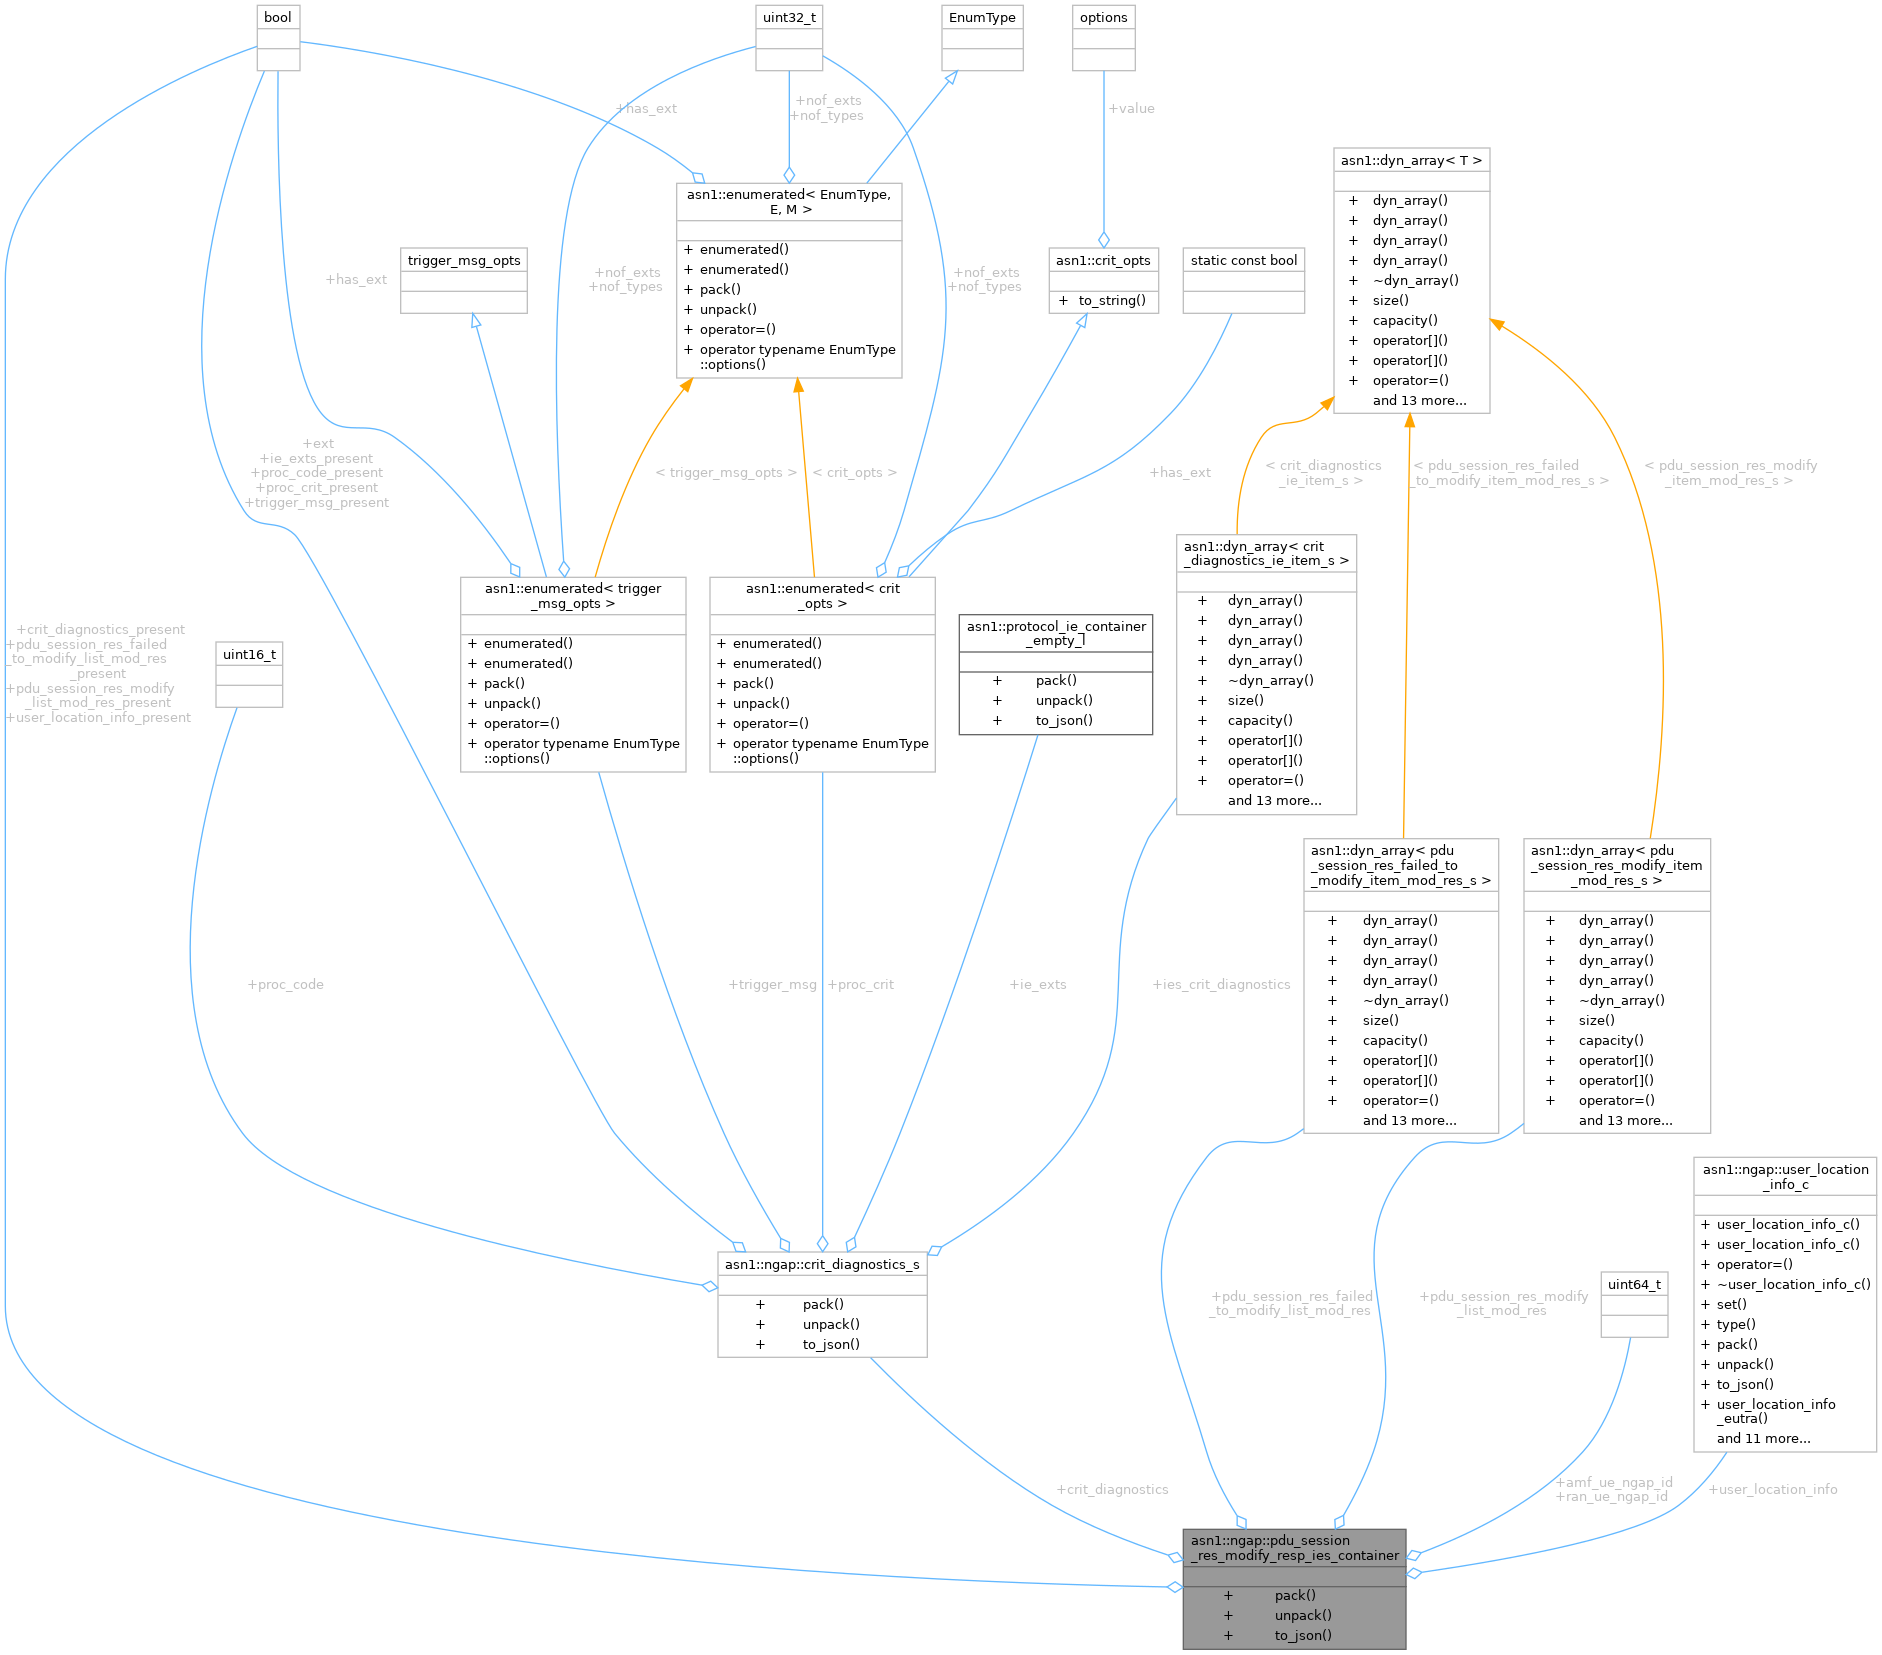 bool
uint32_t
EnumType
options
+has_ext
+nof_exts
+nof_types
+value
asn1::dyn_array< T >
+ dyn_array()
+ dyn_array()
+ dyn_array()
+ dyn_array()
+ ~dyn_array()
+ size()
+ capacity()
+ operator[]()
+ operator[]()
+ operator=()
and 13 more...
asn1::enumerated< EnumType,
E, M >
+ enumerated()
+ enumerated()
+ pack()
+ unpack()
+ operator=()
+ operator typename EnumType
::options()
trigger_msg_opts
asn1::crit_opts
+ to_string()
static const bool
+has_ext
+nof_exts
+nof_types
+nof_exts
+nof_types
+ext
+ie_exts_present
+proc_code_present
+proc_crit_present
+trigger_msg_present
< trigger_msg_opts >
< crit_opts >
+has_ext
< crit_diagnostics
_ie_item_s >
< pdu_session_res_failed
_to_modify_item_mod_res_s >
< pdu_session_res_modify
_item_mod_res_s >
asn1::dyn_array< crit
_diagnostics_ie_item_s >
+ dyn_array()
+ dyn_array()
+ dyn_array()
+ dyn_array()
+ ~dyn_array()
+ size()
+ capacity()
+ operator[]()
+ operator[]()
+ operator=()
and 13 more...
asn1::enumerated< trigger
_msg_opts >
+ enumerated()
+ enumerated()
+ pack()
+ unpack()
+ operator=()
+ operator typename EnumType
::options()
asn1::enumerated< crit
_opts >
+ enumerated()
+ enumerated()
+ pack()
+ unpack()
+ operator=()
+ operator typename EnumType
::options()
asn1::protocol_ie_container
_empty_l
+ pack()
+ unpack()
+ to_json()
+crit_diagnostics_present
+pdu_session_res_failed
_to_modify_list_mod_res
_present
+pdu_session_res_modify
_list_mod_res_present
+user_location_info_present
uint16_t
asn1::dyn_array< pdu
_session_res_failed_to
_modify_item_mod_res_s >
+ dyn_array()
+ dyn_array()
+ dyn_array()
+ dyn_array()
+ ~dyn_array()
+ size()
+ capacity()
+ operator[]()
+ operator[]()
+ operator=()
and 13 more...
asn1::dyn_array< pdu
_session_res_modify_item
_mod_res_s >
+ dyn_array()
+ dyn_array()
+ dyn_array()
+ dyn_array()
+ ~dyn_array()
+ size()
+ capacity()
+ operator[]()
+ operator[]()
+ operator=()
and 13 more...
+proc_code
+trigger_msg
+proc_crit
+ie_exts
+ies_crit_diagnostics
asn1::ngap::user_location
_info_c
+ user_location_info_c()
+ user_location_info_c()
+ operator=()
+ ~user_location_info_c()
+ set()
+ type()
+ pack()
+ unpack()
+ to_json()
+ user_location_info
_eutra()
and 11 more...
asn1::ngap::crit_diagnostics_s
+ pack()
+ unpack()
+ to_json()
+pdu_session_res_failed
_to_modify_list_mod_res
+pdu_session_res_modify
_list_mod_res
uint64_t
+crit_diagnostics
+amf_ue_ngap_id
+ran_ue_ngap_id
+user_location_info
asn1::ngap::pdu_session
_res_modify_resp_ies_container
+ pack()
+ unpack()
+ to_json()